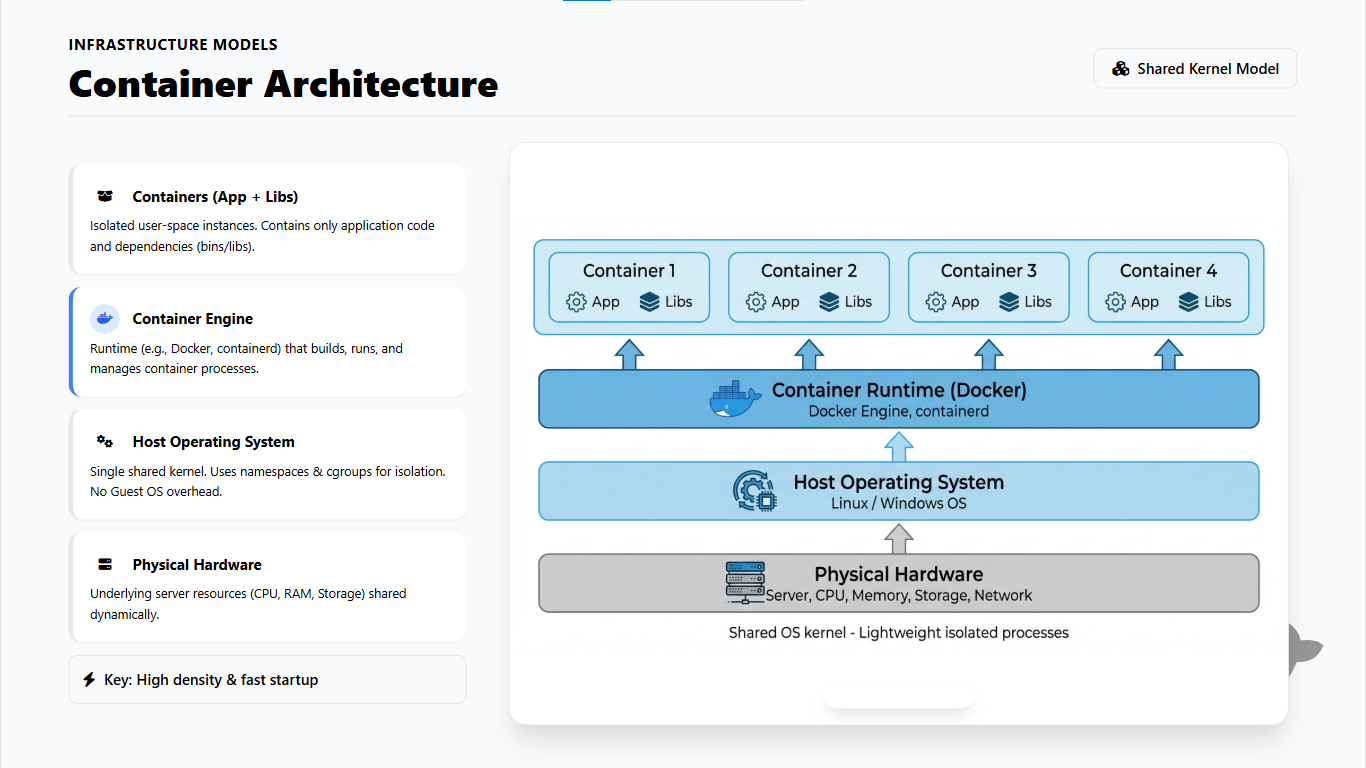 INFRASTRUCTURE MODELS
Container Architecture
Shared Kernel Model
Containers (App + Libs)
Isolated user-space instances. Contains only application code
and dependencies (bins/libs).
Container Engine
Runtime (e.g., Docker, containerd) that builds, runs, and
manages container processes.
Host Operating System
Single shared kernel. Uses namespaces & cgroups for isolation.
No Guest OS overhead.
Physical Hardware
Underlying server resources (CPU, RAM, Storage) shared
dynamically.
Key: High density & fast startup
Container 1
App Libs
Container 2
App Libs
Container 3
App Libs
Container 4
App Libs
Container Runtime (Docker)
Docker Engine, containerd
Host Operating System
Linux / Windows OS
Physical Hardware
Server, CPU, Memory, Storage, Network
Shared OS kernel - Lightweight isolated processes